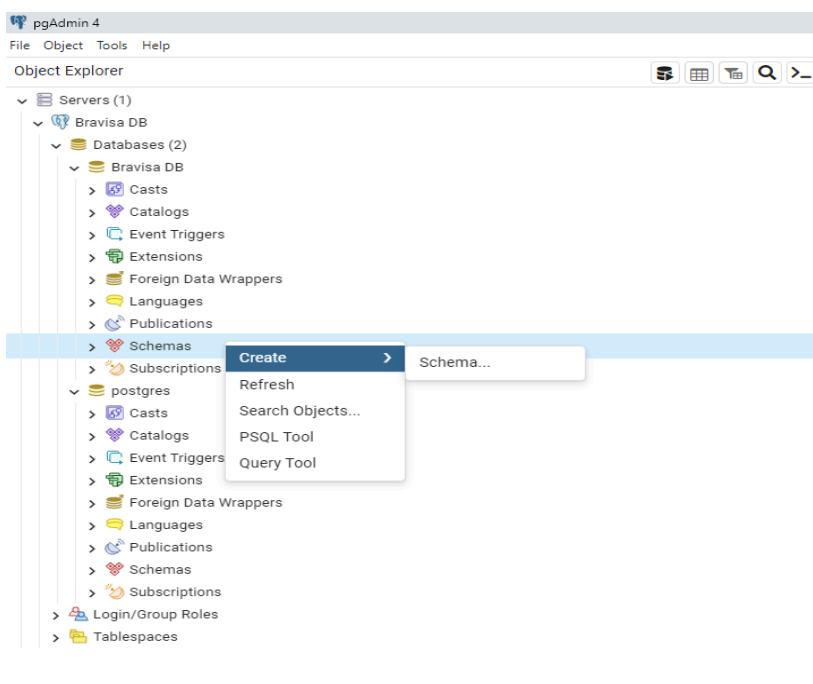 pgAdmin 4
File Object Tools Help
Object Explorer
Servers (1)
Bravisa DB
Databases (2)
Bravisa DB
Casts
Catalogs
Event Triggers
Extensions
Foreign Data Wrappers
Languages
Publications
Schemas
Subscriptions
Create
Schema...
Refresh
Search Objects...
PSQL Tool
Query Tool
postgres
Casts
Catalogs
Event Triggers
Extensions
Foreign Data Wrappers
Languages
Publications
Schemas
Subscriptions
Login/Group Roles
Tablespaces